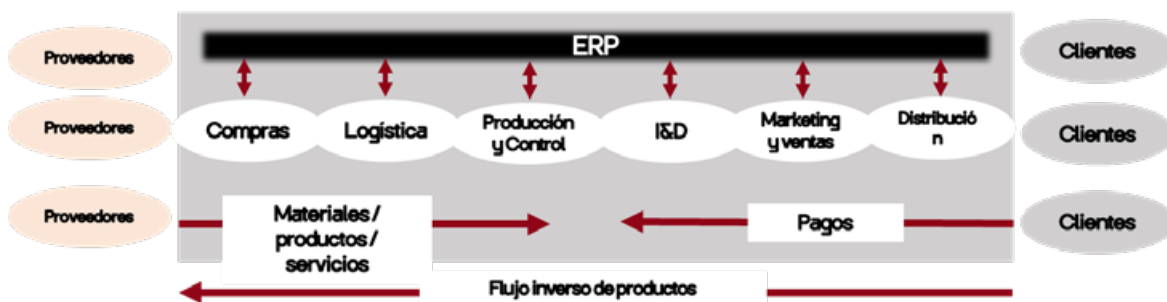 ERP
Proveedores
Clientes
Proveedores
Compras
Logística
Producción
y Control
I&D
Marketing
y ventas
Distribució
n
Clientes
Proveedores
Materiales /
productos /
servicios
Pagos
Clientes
Flujo inverso de productos